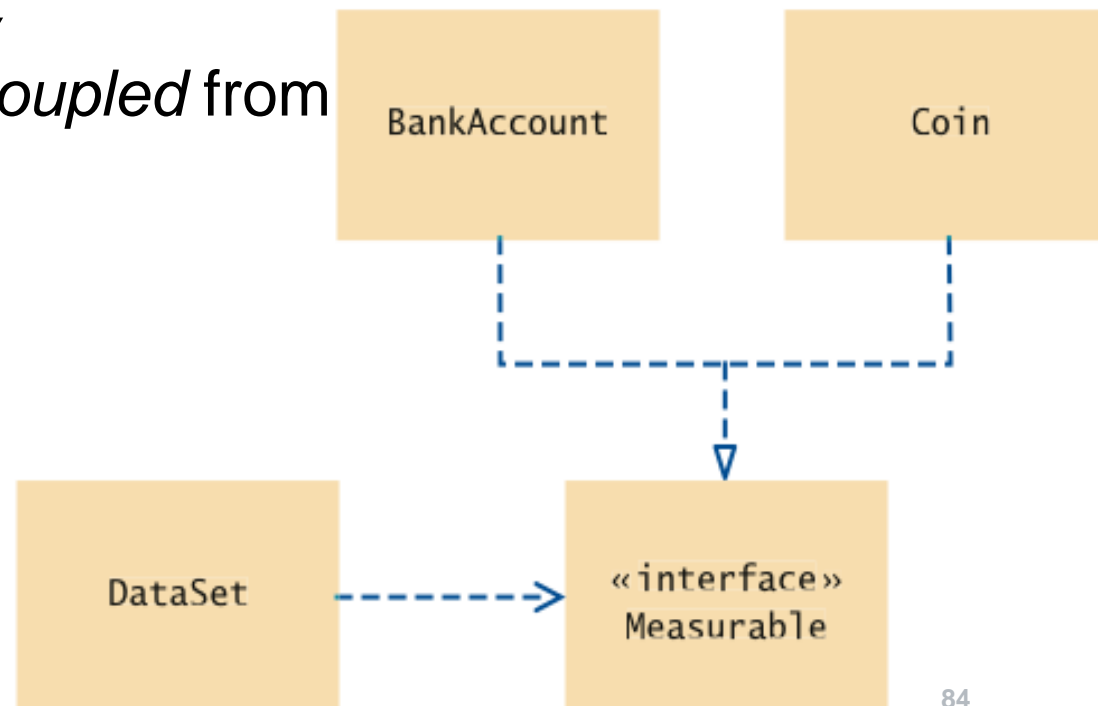 oupled from
BankAccount
Coin
DataSet
«interface»
Measurable
84